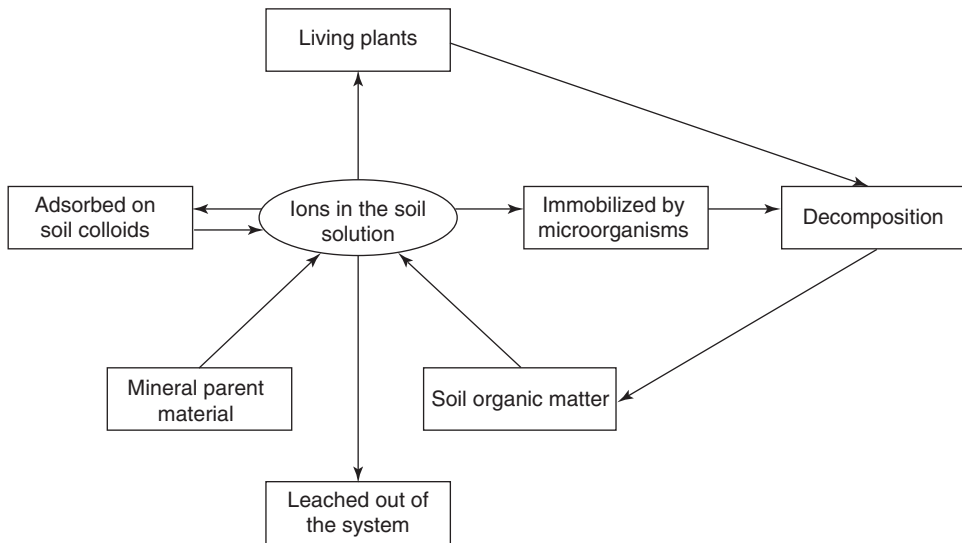 Living plants
Adsorbed on
soil colloids
Ions in the soil
solution
Immobilized by
microorganisms
Decomposition
Mineral parent
material
Soil organic matter
Leached out of
the system